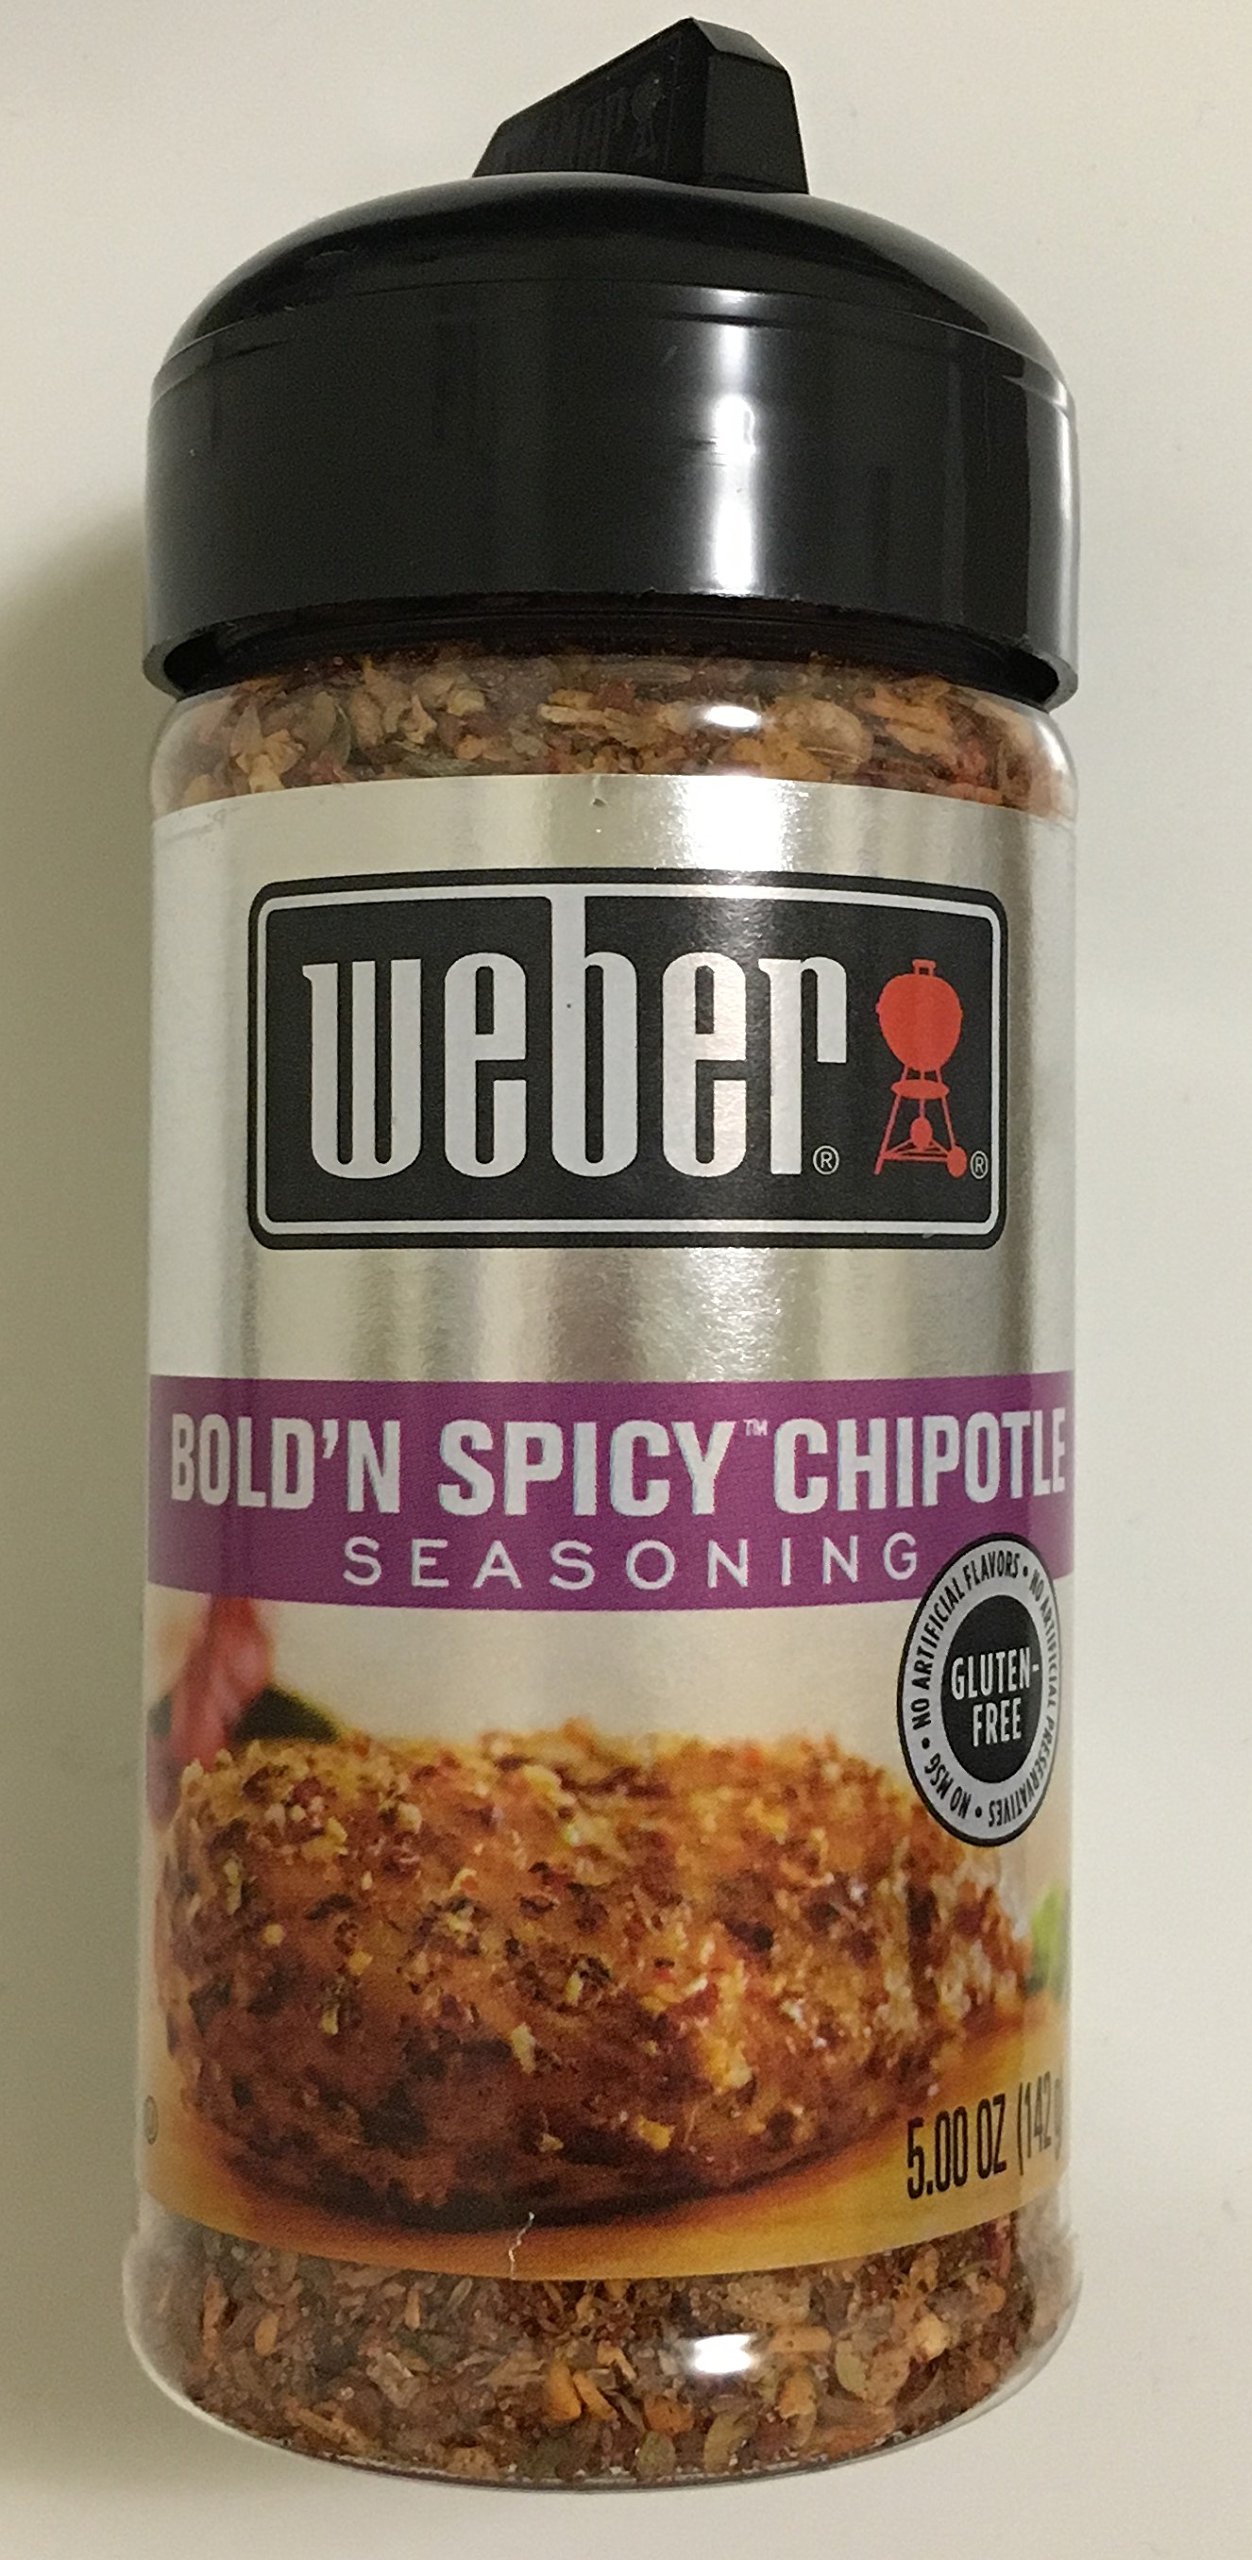 weber® ®
BOLD'N SPICY™ CHIPOTLE
SEASONING
NO ARTIFICIAL FLAVORS • NO ARTIFICIAL PRESERVATIVES • NO MSG •
GLUTEN-
FREE
5.00 OZ (142 g